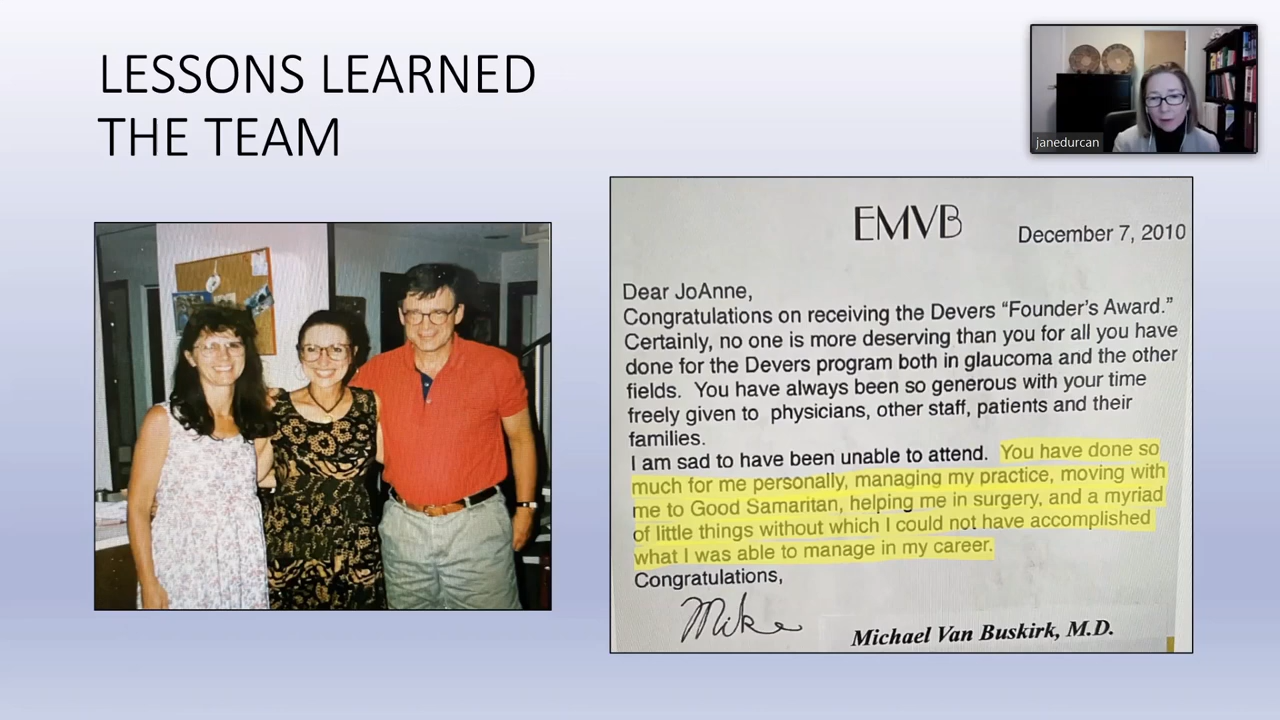 LESSONS LEARNED
THE TEAM
janedurcan
EMVB
December 7, 2010
Dear JoAnne,
Congratulations on receiving the Devers “Founder’s Award.”
Certainly, no one is more deserving than you for all you have
done for the Devers program both in glaucoma and the other
fields.  You have always been so generous with your time
freely given to  physicians, other staff, patients and their
families.
I am sad to have been unable to attend.  You have done so
much for me personally, managing my practice, moving with
me to Good Samaritan, helping me in surgery, and a myriad
of little things without which I could not have accomplished
what I was able to manage in my career.
Congratulations,
Mike
Michael Van Buskirk, M.D.